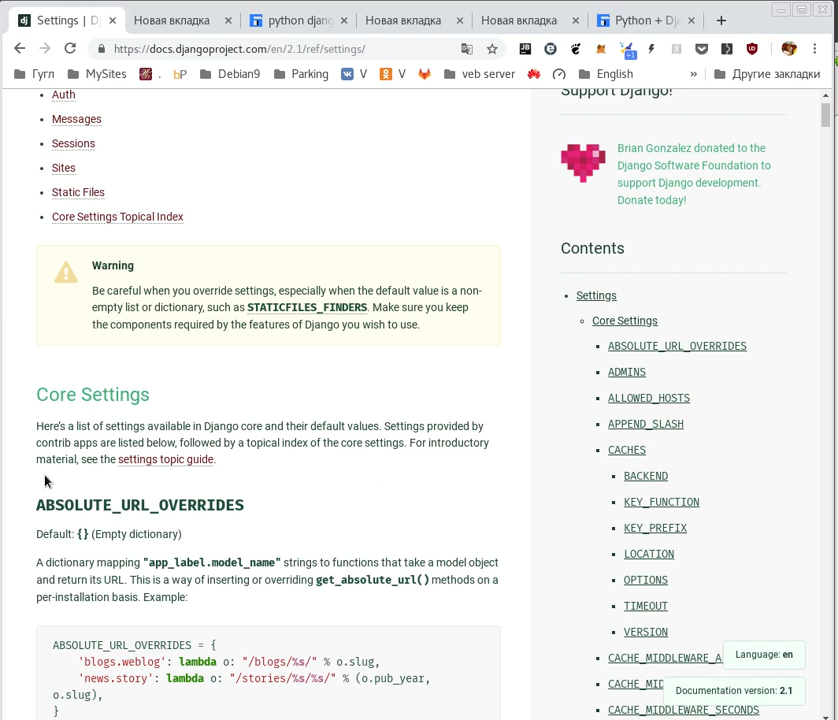 Settings | D
Новая вкладка
python djang
Новая вкладка
Новая вкладка
Python + Dja
https://docs.djangoproject.com/en/2.1/ref/settings/
+1
Гугл
MySites
.
bP
Debian9
Parking
V
V
veb server
English
»
Другие закладки
Auth
Messages
Sessions
Sites
Static Files
Core Settings Topical Index
Warning
Be careful when you override settings, especially when the default value is a non-
empty list or dictionary, such as STATICFILES_FINDERS. Make sure you keep
the components required by the features of Django you wish to use.
Core Settings
Here's a list of settings available in Django core and their default values. Settings provided by
contrib apps are listed below, followed by a topical index of the core settings. For introductory
material, see the settings topic guide.
ABSOLUTE_URL_OVERRIDES
Default: {} (Empty dictionary)
A dictionary mapping "app_label.model_name" strings to functions that take a model object
and return its URL. This is a way of inserting or overriding get_absolute_url() methods on a
per-installation basis. Example:
ABSOLUTE_URL_OVERRIDES = {
'blogs.weblog': lambda o: "/blogs/%s/" % o.slug,
'news.story': lambda o: "/stories/%s/%s/" % (o.pub_year,
o.slug),
}
Support Django!
Brian Gonzalez donated to the
Django Software Foundation to
support Django development.
Donate today!
Contents
Settings
Core Settings
ABSOLUTE_URL_OVERRIDES
ADMINS
ALLOWED_HOSTS
APPEND_SLASH
CACHES
BACKEND
KEY_FUNCTION
KEY_PREFIX
LOCATION
OPTIONS
TIMEOUT
VERSION
CACHE_MIDDLEWARE_A
CACHE_MID
CACHE_MIDDLEWARE_SECONDS
Language: en
Documentation version: 2.1